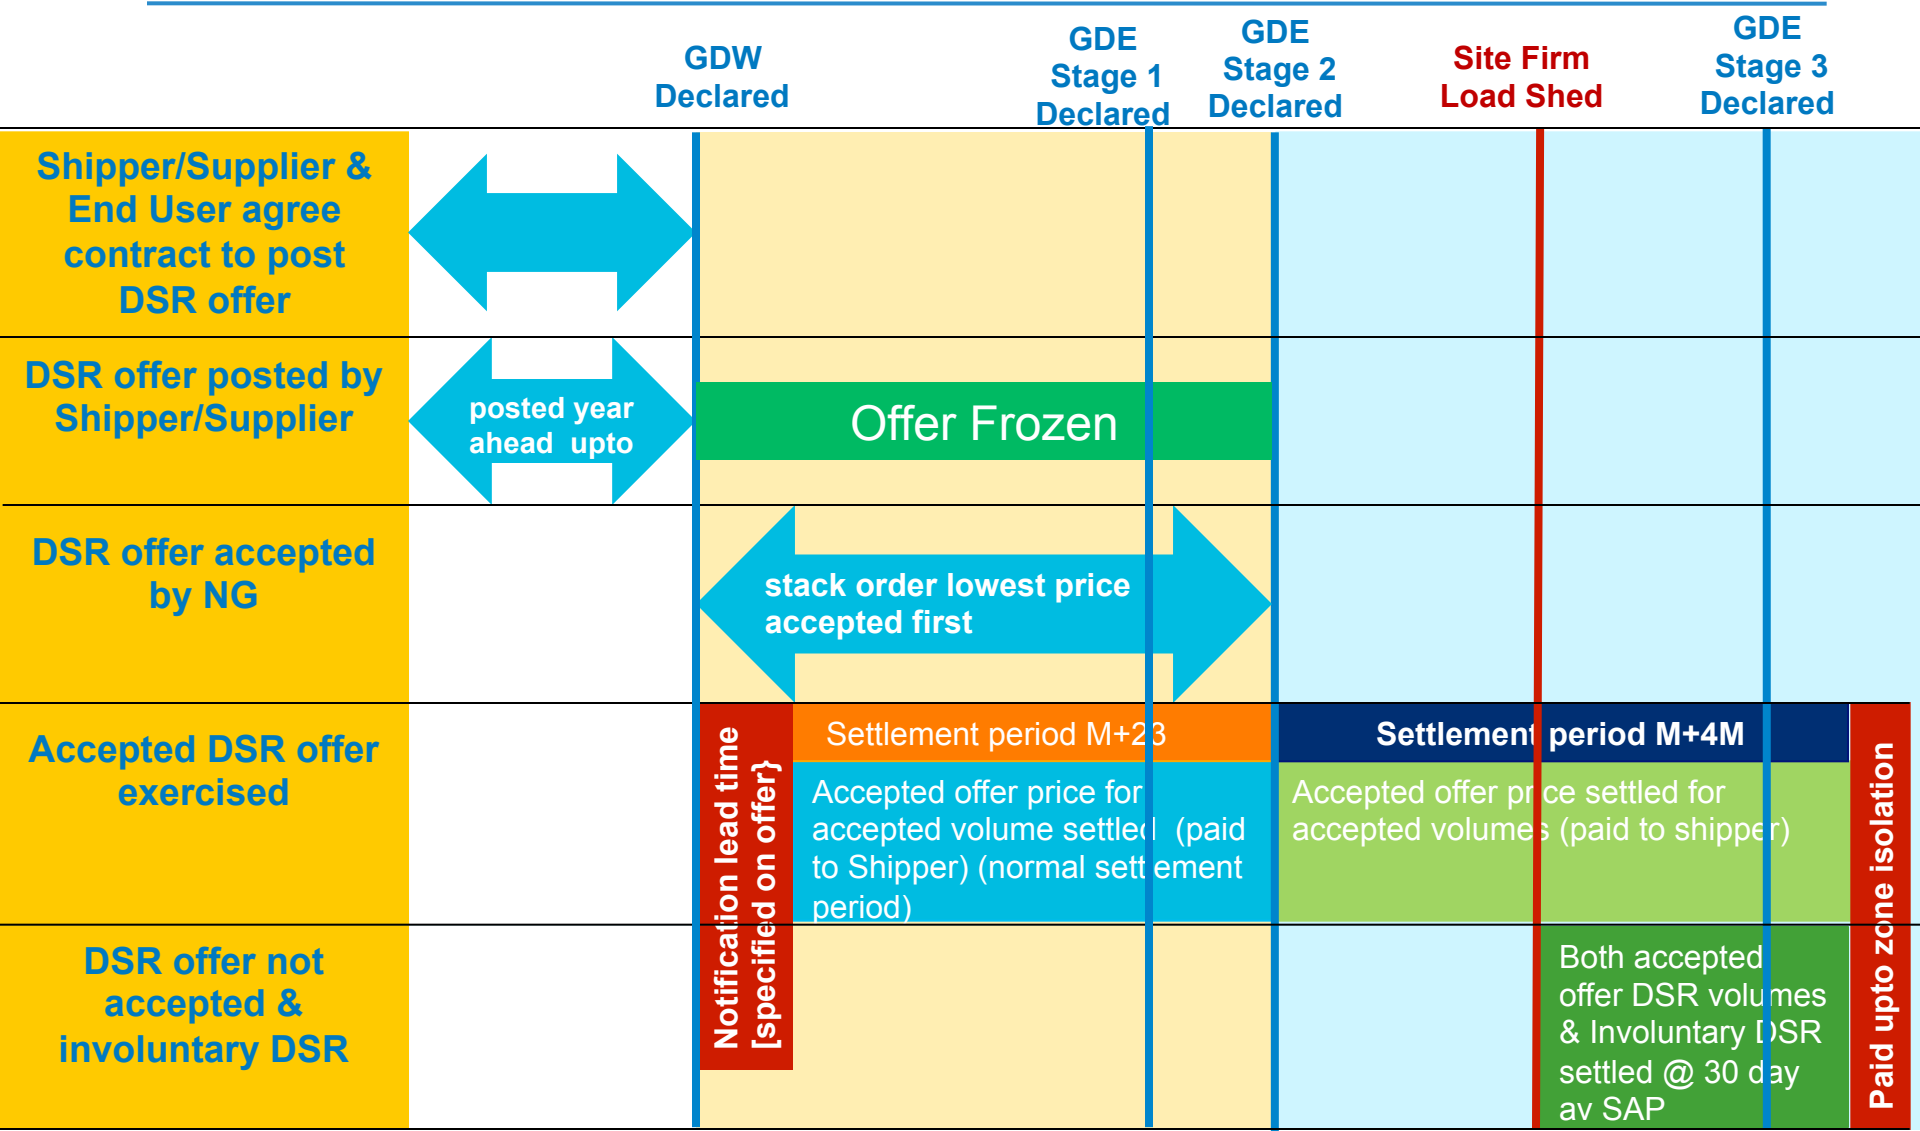 GDW
Declared
GDE
Stage 1
Declared
GDE
Stage 2
Declared
Site Firm
Load Shed
GDE
Stage 3
Declared
Shipper/Supplier &
End User agree
contract to post
DSR offer
DSR offer posted by
Shipper/Supplier
posted year
ahead upto
Offer Frozen
DSR offer accepted
by NG
stack order lowest price
accepted first
Accepted DSR offer
exercised
Notification lead time
[specified on offer}
Settlement period M+23
Accepted offer price for
accepted volume settled (paid
to Shipper) (normal settlement
period)
Settlement period M+4M
Accepted offer price settled for
accepted volumes (paid to shipper)
Paid upto zone isolation
DSR offer not
accepted &
involuntary DSR
Both accepted
offer DSR volumes
& Involuntary DSR
settled @ 30 day
av SAP